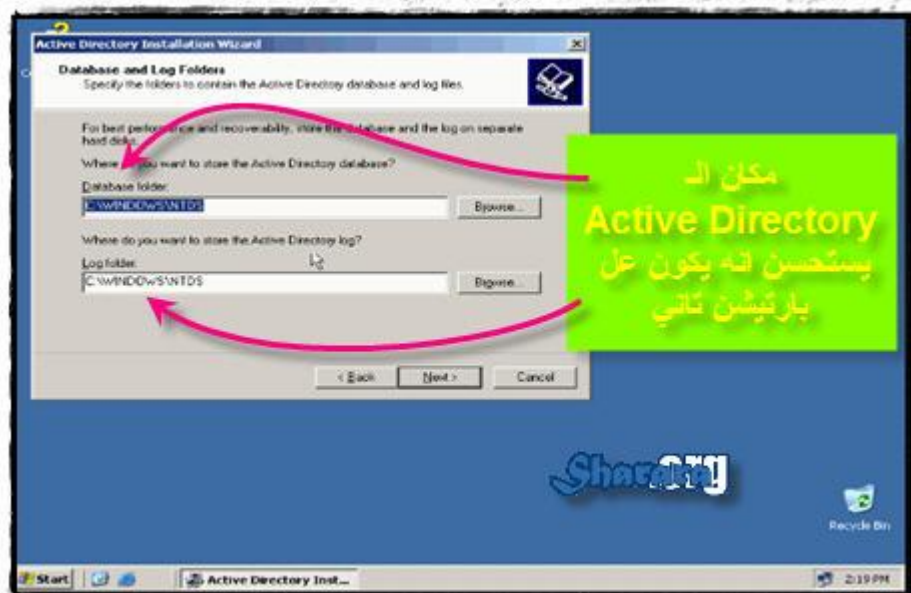 Active Directory Installation Wizard
Database and Log Folders
Specify the folders to contain the Active Directory database and log files.
For best performance and recoverability, store the database and the log on separate
hard disks.
Where do you want to store the Active Directory database?
Database folder:
C:\WINDOWS\NTDS
Browse...
Where do you want to store the Active Directory log?
Log folder:
C:\WINDOWS\NTDS
Browse...
< Back
Next >
Cancel
مكان الـ
Active Directory
يستحسن انه يكون عل
بارتيشن تاني
Sharara.org
Recycle Bin
Start
Active Directory Inst...
2:19 PM